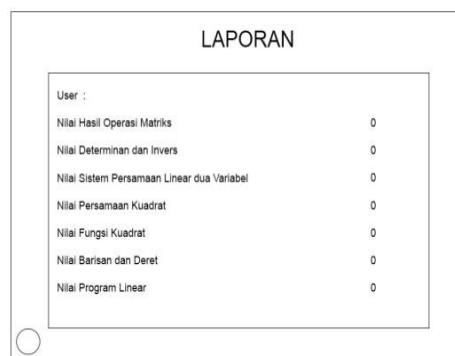 LAPORAN
User :
Nilai Hasil Operasi Matriks 0
Nilai Determinan dan Invers 0
Nilai Sistem Persamaan Linear dua Variabel 0
Nilai Persamaan Kuadrat 0
Nilai Fungsi Kuadrat 0
Nilai Barisan dan Deret 0
Nilai Program Linear 0